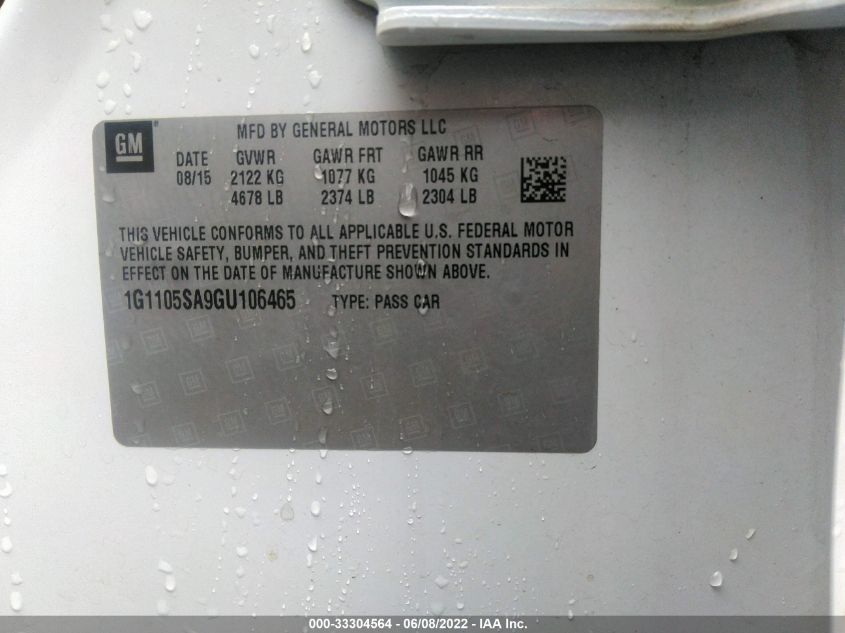 GM ®
MFD BY GENERAL MOTORS LLC
DATE GVWR GAWR FRT GAWR RR
08/15 2122 KG 1077 KG 1045 KG
4678 LB 2374 LB 2304 LB
THIS VEHICLE CONFORMS TO ALL APPLICABLE U.S. FEDERAL MOTOR
VEHICLE SAFETY, BUMPER, AND THEFT PREVENTION STANDARDS IN
EFFECT ON THE DATE OF MANUFACTURE SHOWN ABOVE.
1G1105SA9GU106465 TYPE: PASS CAR
000-33304564 - 06/08/2022 - IAA Inc.